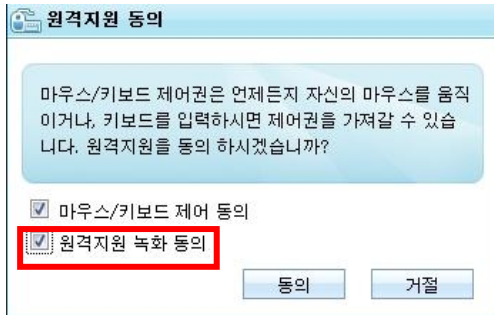 원격지원 동의
마우스/키보드 제어권은 언제든지 자신의 마우스를 움직
이거나, 키보드를 입력하시면 제어권을 가져갈 수 있습
니다. 원격지원을 동의 하시겠습니까?
마우스/키보드 제어 동의
원격지원 녹화 동의
동의 거절